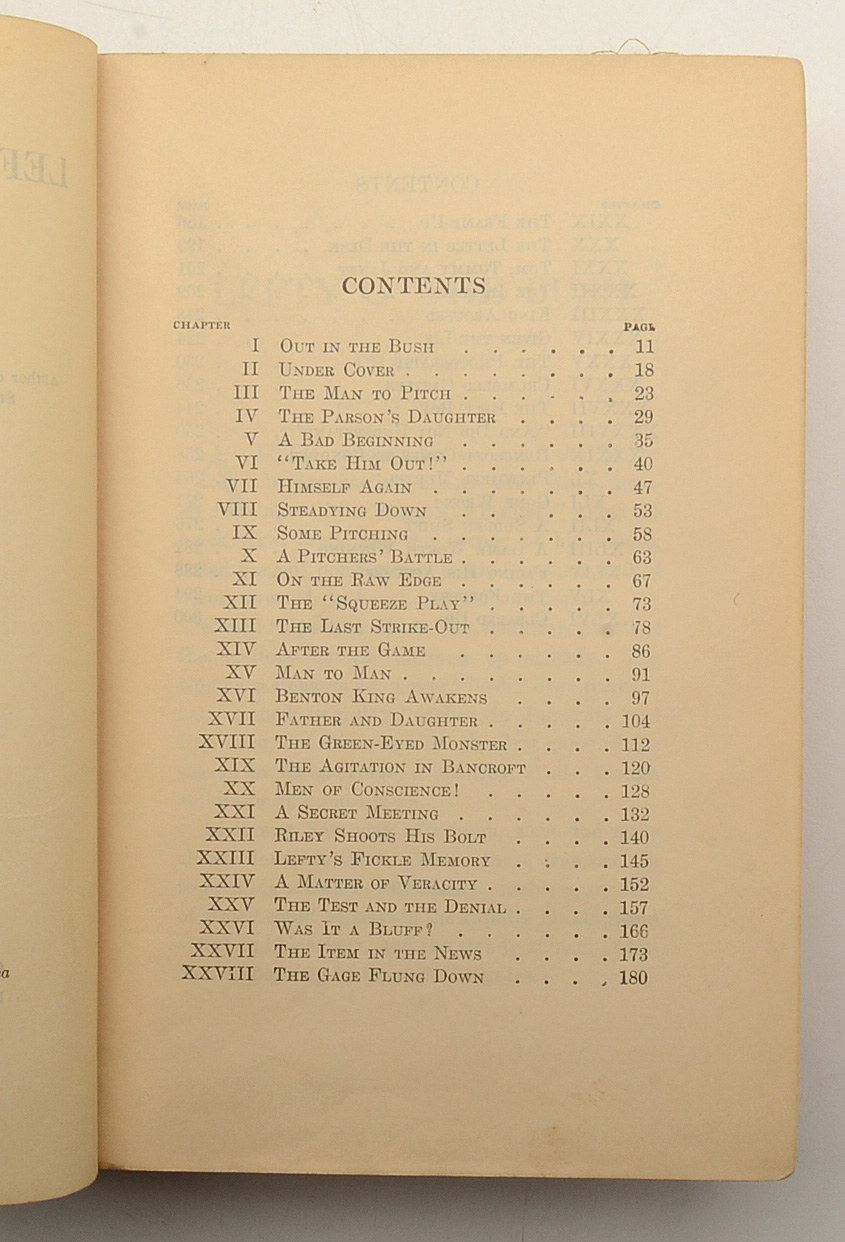 CONTENTS
CHAPTER PAGE
I OUT IN THE BUSH . . . . . . 11
II UNDER COVER . . . . . . . . 18
III THE MAN TO PITCH . . . . . . 23
IV THE PARSON'S DAUGHTER . . . . 29
V A BAD BEGINNING . . . . . . 35
VI "TAKE HIM OUT!" . . . . . . 40
VII HIMSELF AGAIN . . . . . . . 47
VIII STEADYING DOWN . . . . . . 53
IX SOME PITCHING . . . . . . . 58
X A PITCHERS' BATTLE . . . . . . 63
XI ON THE RAW EDGE . . . . . . 67
XII THE "SQUEEZE PLAY" . . . . . 73
XIII THE LAST STRIKE-OUT . . . . . 78
XIV AFTER THE GAME . . . . . . 86
XV MAN TO MAN . . . . . . . . 91
XVI BENTON KING AWAKENS . . . . 97
XVII FATHER AND DAUGHTER . . . . . 104
XVIII THE GREEN-EYED MONSTER . . . . 112
XIX THE AGITATION IN BANCROFT . . . 120
XX MEN OF CONSCIENCE! . . . . . 128
XXI A SECRET MEETING . . . . . . 132
XXII RILEY SHOOTS HIS BOLT . . . . 140
XXIII LEFTY'S FICKLE MEMORY . . . . 145
XXIV A MATTER OF VERACITY . . . . . 152
XXV THE TEST AND THE DENIAL . . . . 157
XXVI WAS IT A BLUFF? . . . . . . 166
XXVII THE ITEM IN THE NEWS . . . . 173
XXVIII THE GAGE FLUNG DOWN . . . . 180